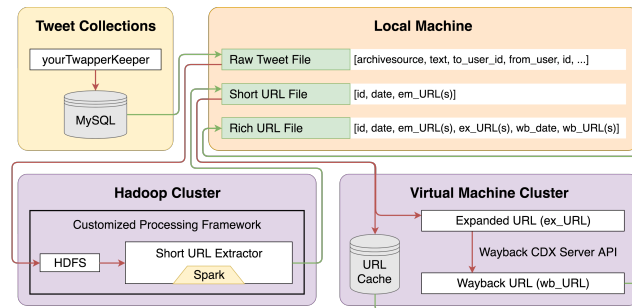 Tweet Collections
yourTwapperKeeper
MySQL
Local Machine
Raw Tweet File [archivesource, text, to_user_id, from_user, id, ...]
Short URL File [id, date, em_URL(s)]
Rich URL File [id, date, em_URL(s), ex_URL(s), wb_date, wb_URL(s)]
Hadoop Cluster
Customized Processing Framework
HDFS
Short URL Extractor
Spark
URL
Cache
Virtual Machine Cluster
Expanded URL (ex_URL)
Wayback CDX Server API
Wayback URL (wb_URL)